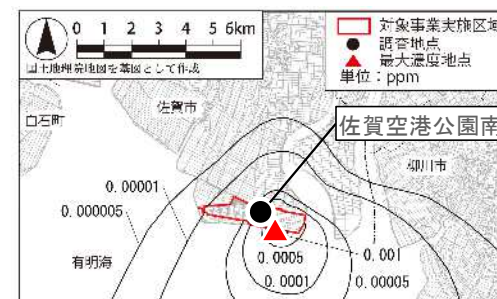 0 1 2 3 4 5 6km
国土地理院地図を基図として作成
対象事業実施区域
調査地点
最大濃度地点
単位：ppm
佐賀市
白石町
佐賀空港公園南
柳川市
0.00001
0.000005
有明海
0.001
0.0005
0.0001
0.00005